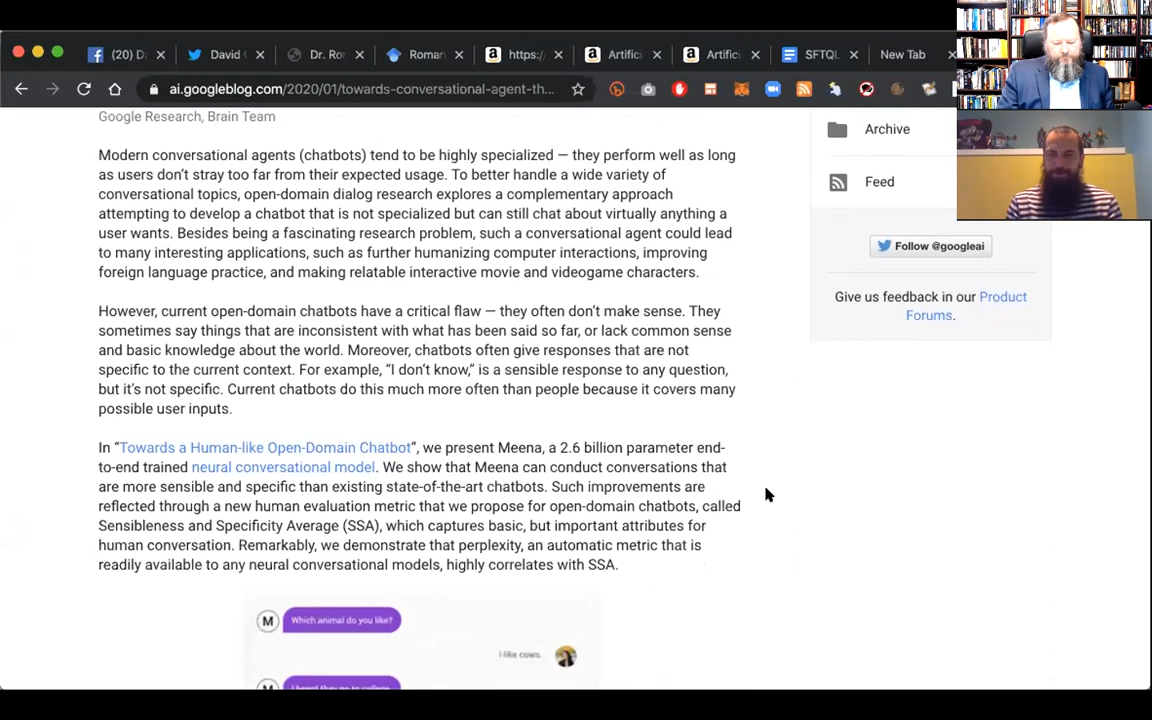 (20) D
David
Dr. Ro
Roman
https:/
Artific
Artific
SFTQL
New Tab
ai.googleblog.com/2020/01/towards-conversational-agent-th...
Google Research, Brain Team
Modern conversational agents (chatbots) tend to be highly specialized — they perform well as long
as users don’t stray too far from their expected usage. To better handle a wide variety of
conversational topics, open-domain dialog research explores a complementary approach
attempting to develop a chatbot that is not specialized but can still chat about virtually anything a
user wants. Besides being a fascinating research problem, such a conversational agent could lead
to many interesting applications, such as further humanizing computer interactions, improving
foreign language practice, and making relatable interactive movie and videogame characters.
However, current open-domain chatbots have a critical flaw — they often don’t make sense. They
sometimes say things that are inconsistent with what has been said so far, or lack common sense
and basic knowledge about the world. Moreover, chatbots often give responses that are not
specific to the current context. For example, “I don’t know,” is a sensible response to any question,
but it’s not specific. Current chatbots do this much more often than people because it covers many
possible user inputs.
In “Towards a Human-like Open-Domain Chatbot”, we present Meena, a 2.6 billion parameter end-
to-end trained neural conversational model. We show that Meena can conduct conversations that
are more sensible and specific than existing state-of-the-art chatbots. Such improvements are
reflected through a new human evaluation metric that we propose for open-domain chatbots, called
Sensibleness and Specificity Average (SSA), which captures basic, but important attributes for
human conversation. Remarkably, we demonstrate that perplexity, an automatic metric that is
readily available to any neural conversational models, highly correlates with SSA.
M
Which animal do you like?
I like cows.
Archive
Feed
Follow @googleai
Give us feedback in our Product
Forums.